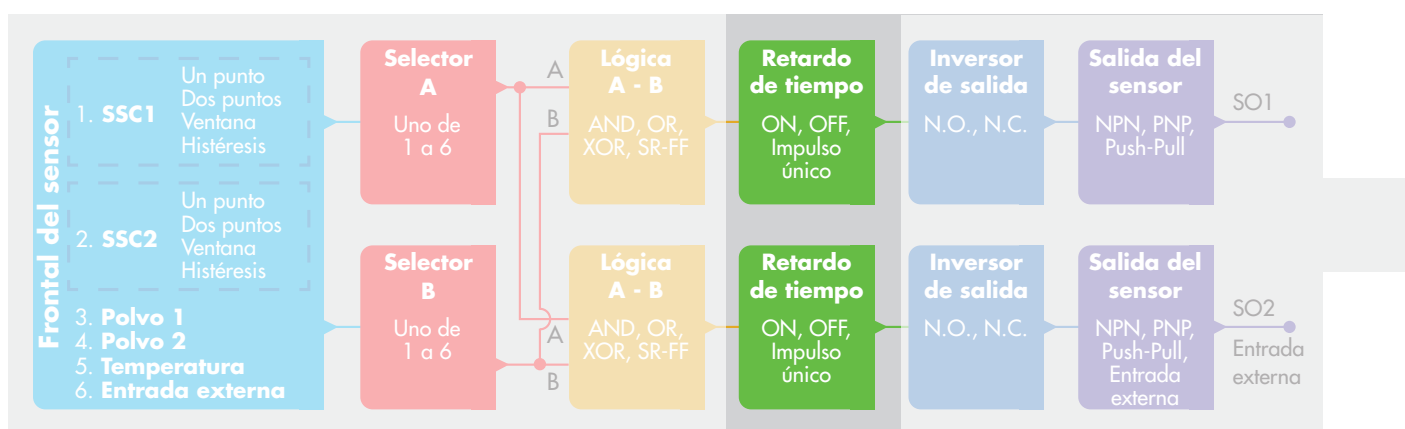 Frontal del sensor
1. SSC1
Un punto
Dos puntos
Ventana
Histéresis
2. SSC2
Un punto
Dos puntos
Ventana
Histéresis
3. Polvo 1
4. Polvo 2
5. Temperatura
6. Entrada externa
Selector
A
Uno de
1 a 6
A
B
Lógica
A - B
AND, OR,
XOR, SR-FF
Retardo
de tiempo
ON, OFF,
Impulso
único
Inversor
de salida
N.O., N.C.
Salida del
sensor
NPN, PNP,
Push-Pull
SO1
Selector
B
Uno de
1 a 6
A
B
Lógica
A - B
AND, OR,
XOR, SR-FF
Retardo
de tiempo
ON, OFF,
Impulso
único
Inversor
de salida
N.O., N.C.
Salida del
sensor
NPN, PNP,
Push-Pull,
Entrada
externa
SO2
Entrada
externa